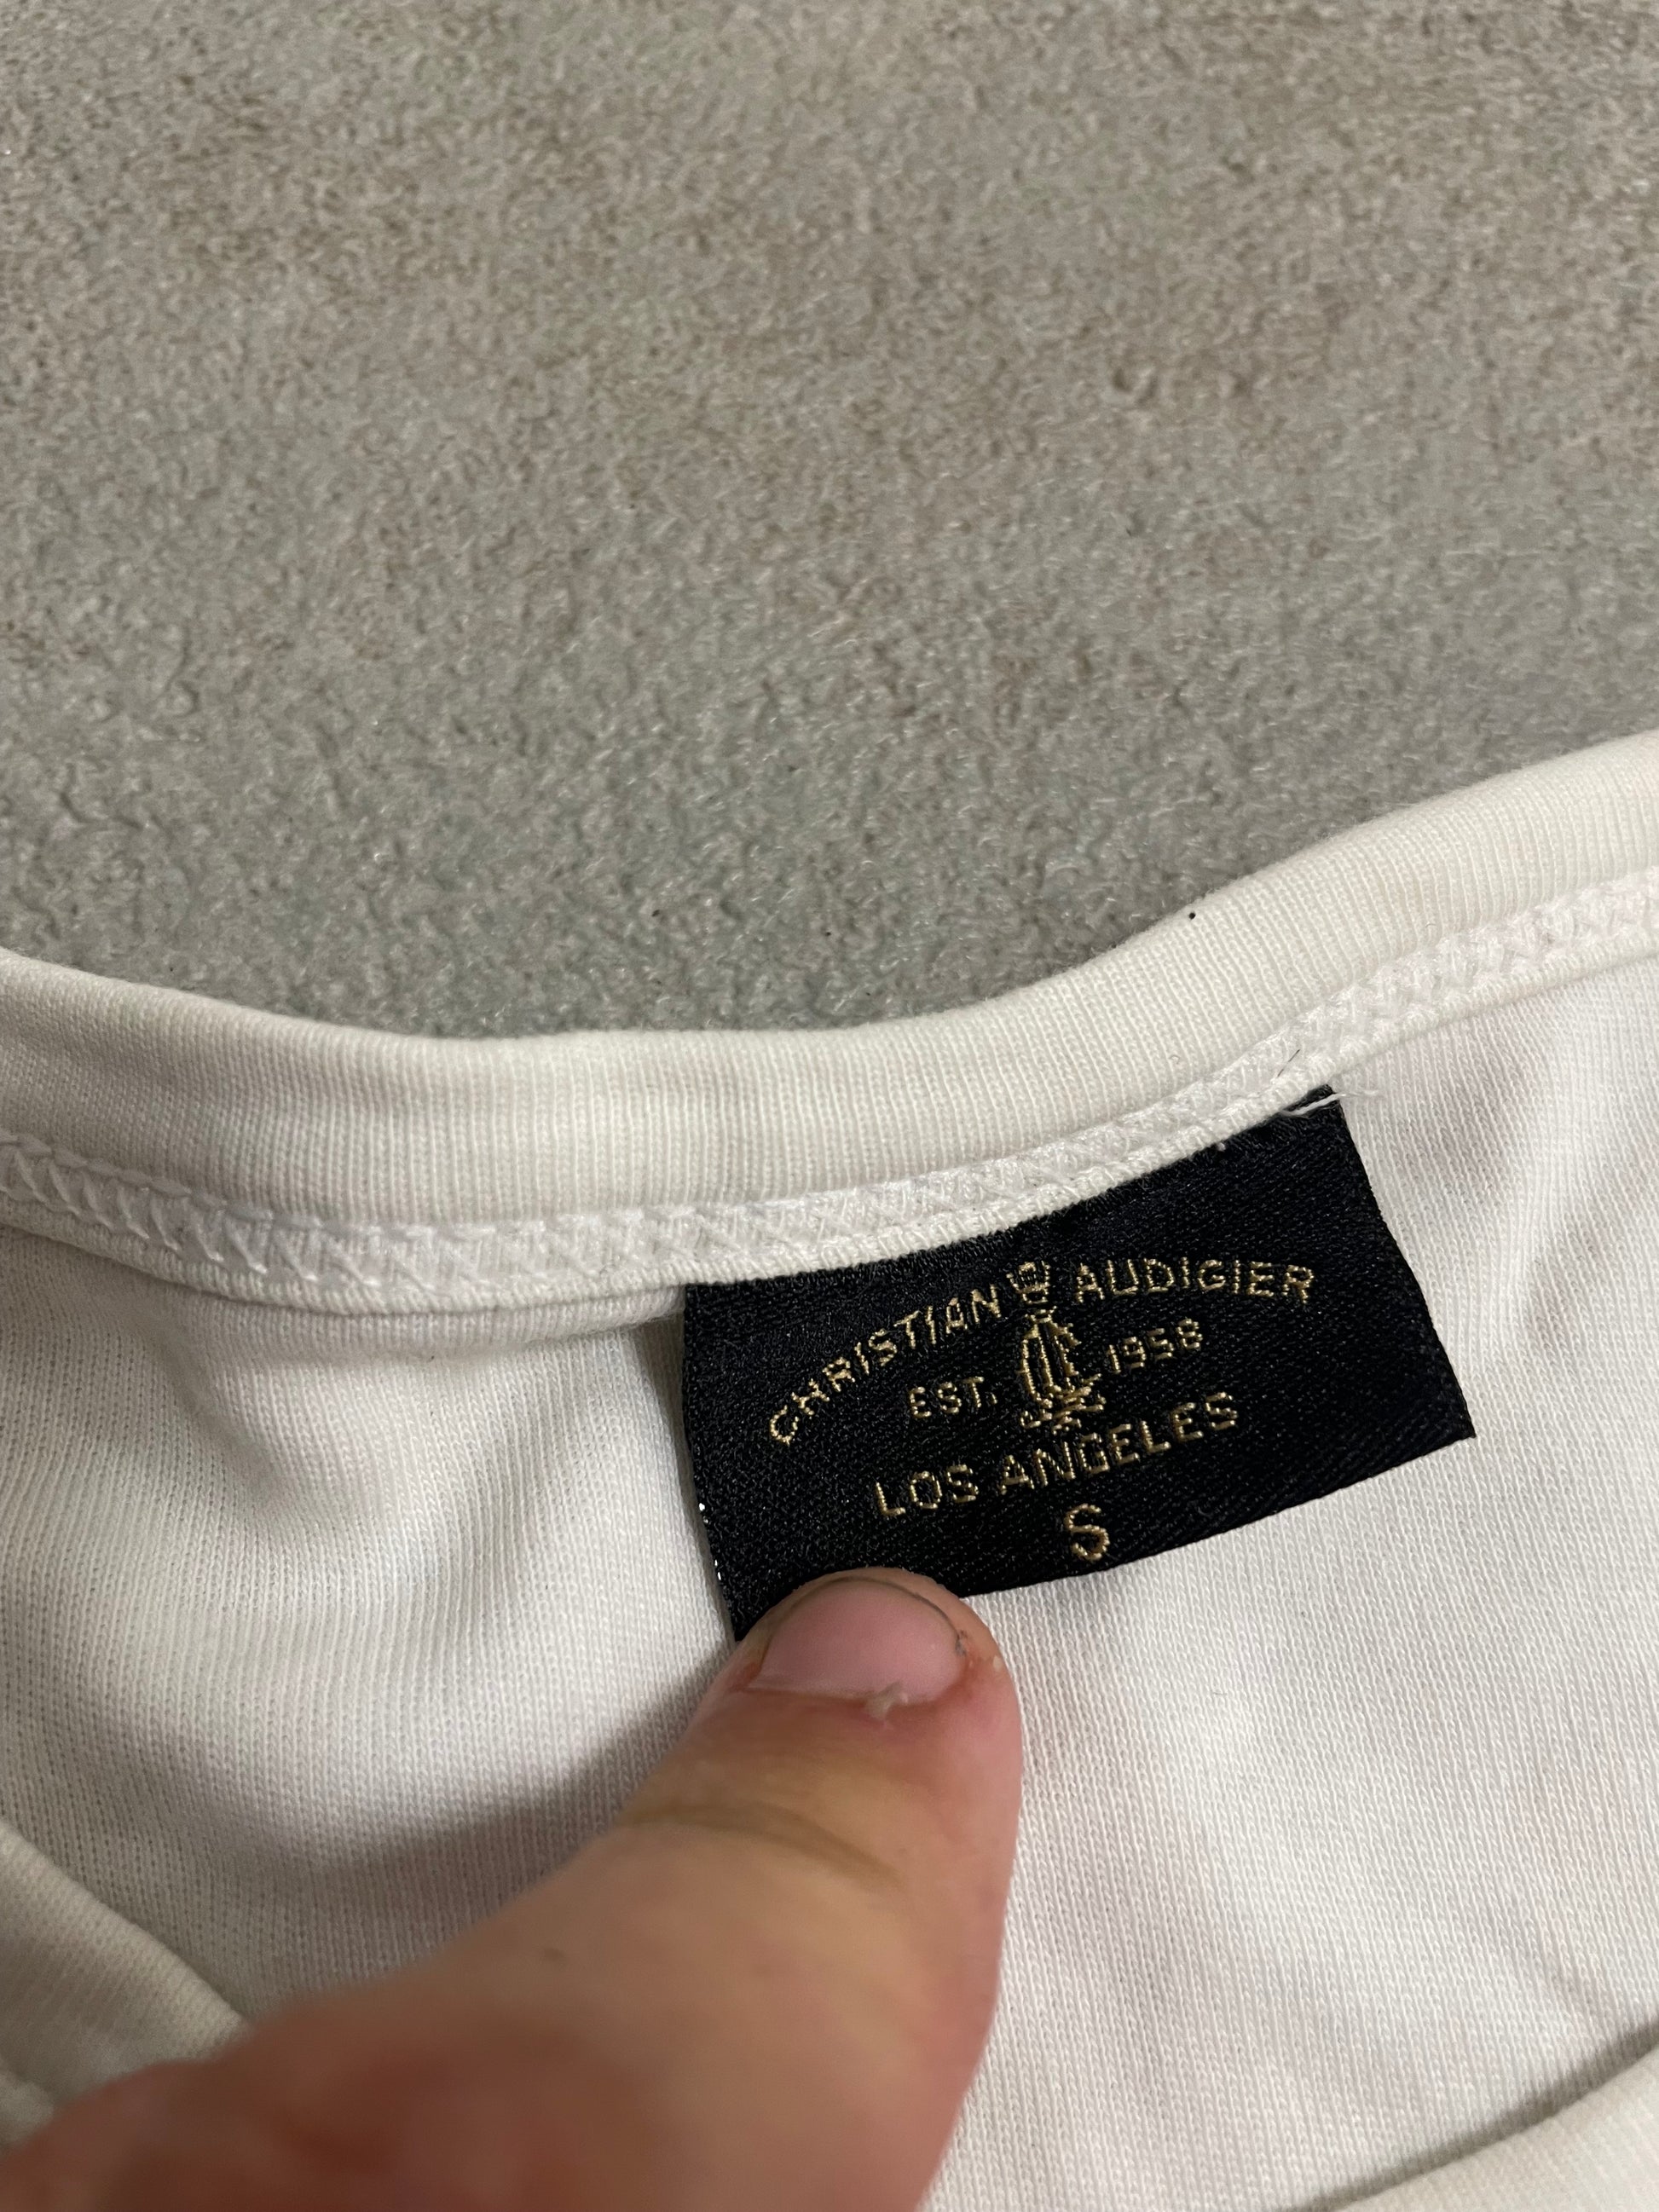 CHRISTIAN AUDIGIER
EST. 1958
LOS ANGELES
S